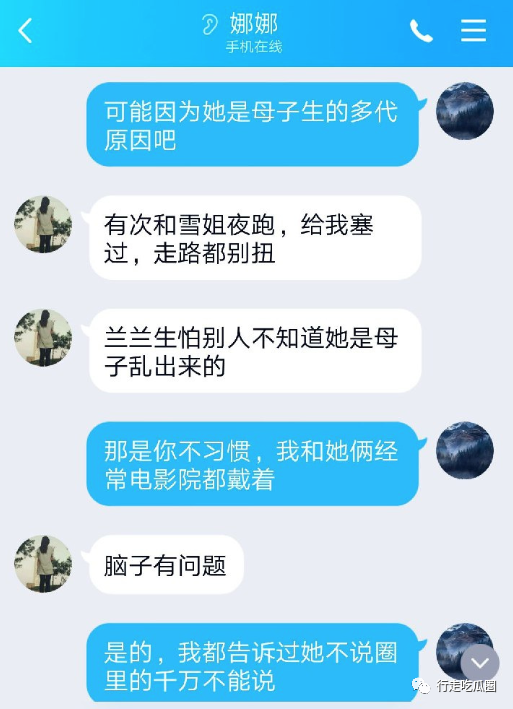 娜娜
手机在线
可能因为她是母子生的多代
原因吧
有次和雪姐夜跑，给我塞
过，走路都别扭
兰兰生怕别人不知道她是母
子乱出来的
那是你不习惯，我和她俩经
常电影院都戴着
脑子有问题
是的，我都告诉过她不说圈
里的千万不能说
行走吃瓜圈